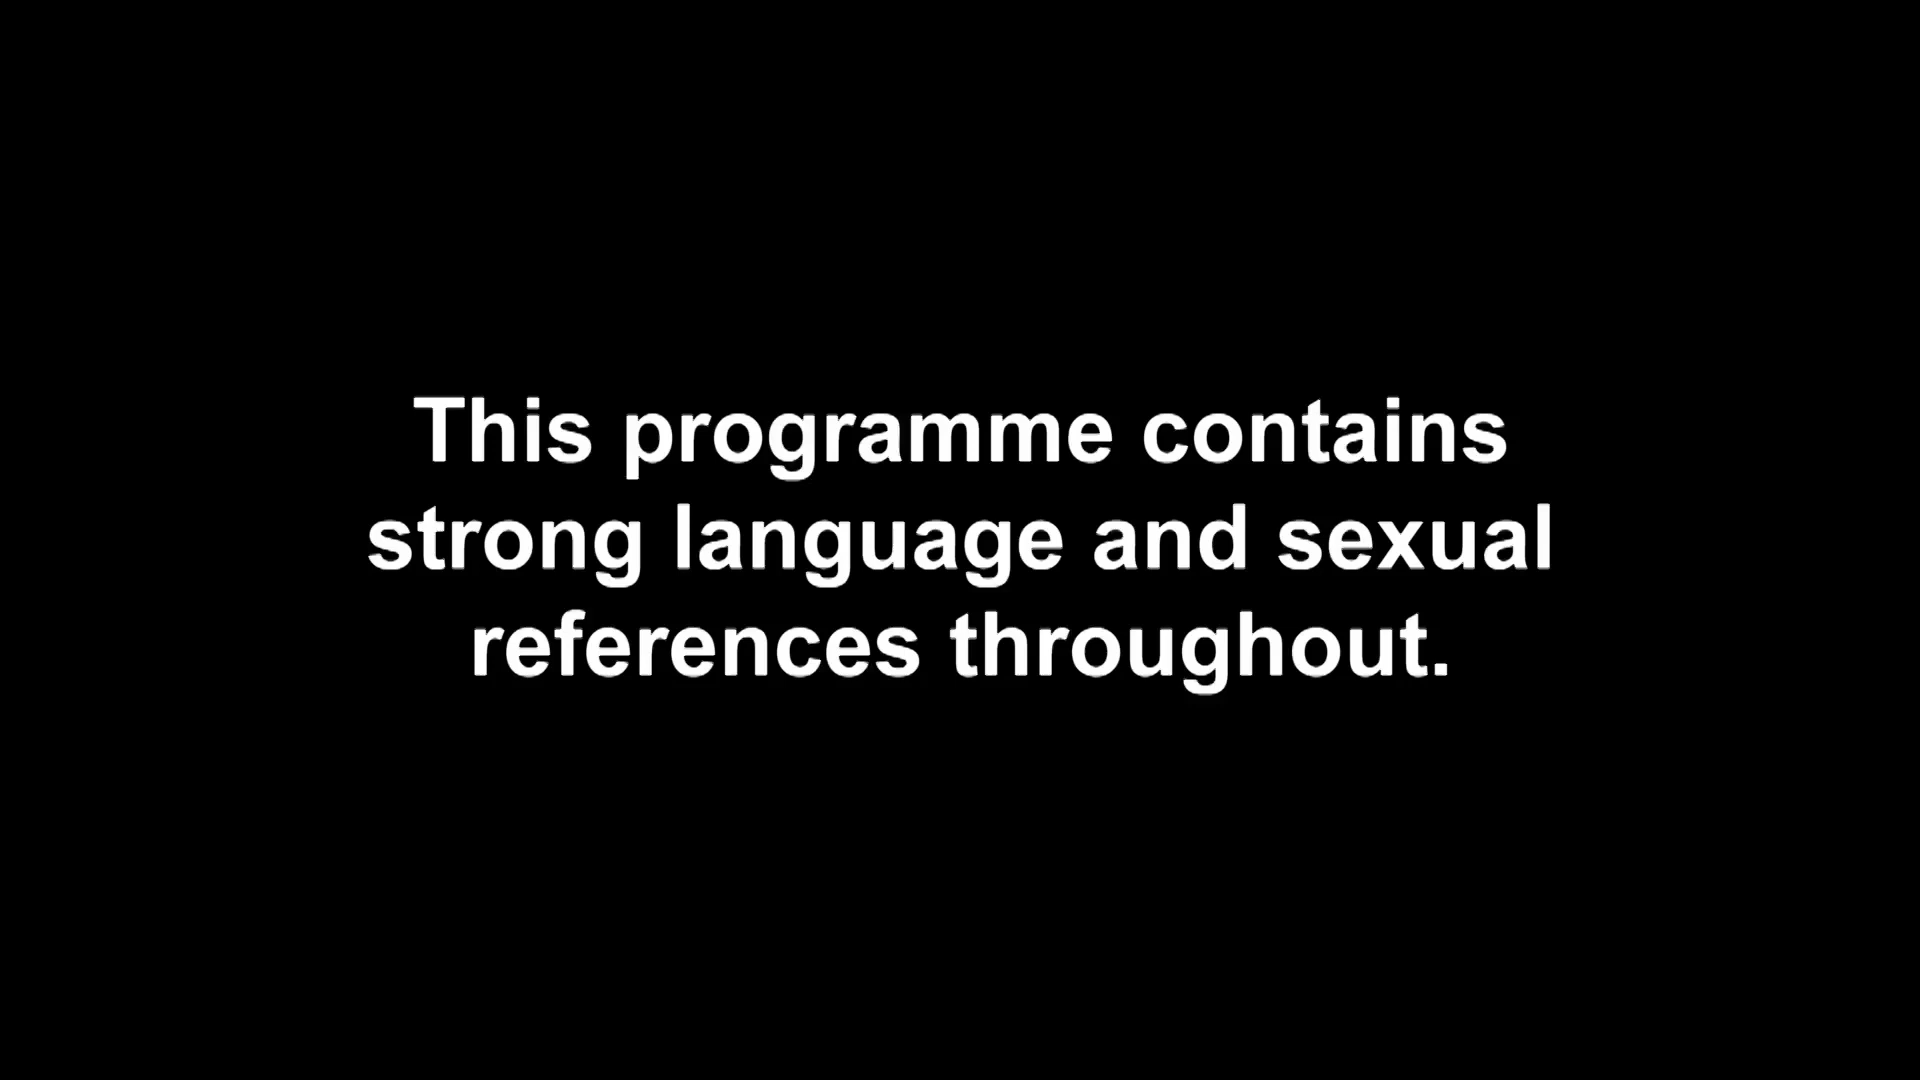 This programme contains
strong language and sexual
references throughout.